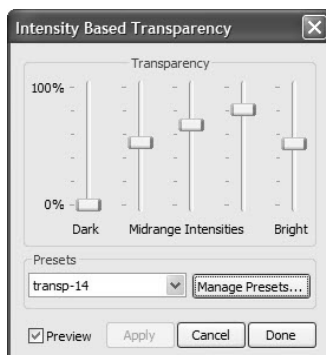 Intensity Based Transparency
Transparency
100%
0%
Dark Midrange Intensities Bright
Presets
transp-14 Manage Presets...
Preview Apply Cancel Done